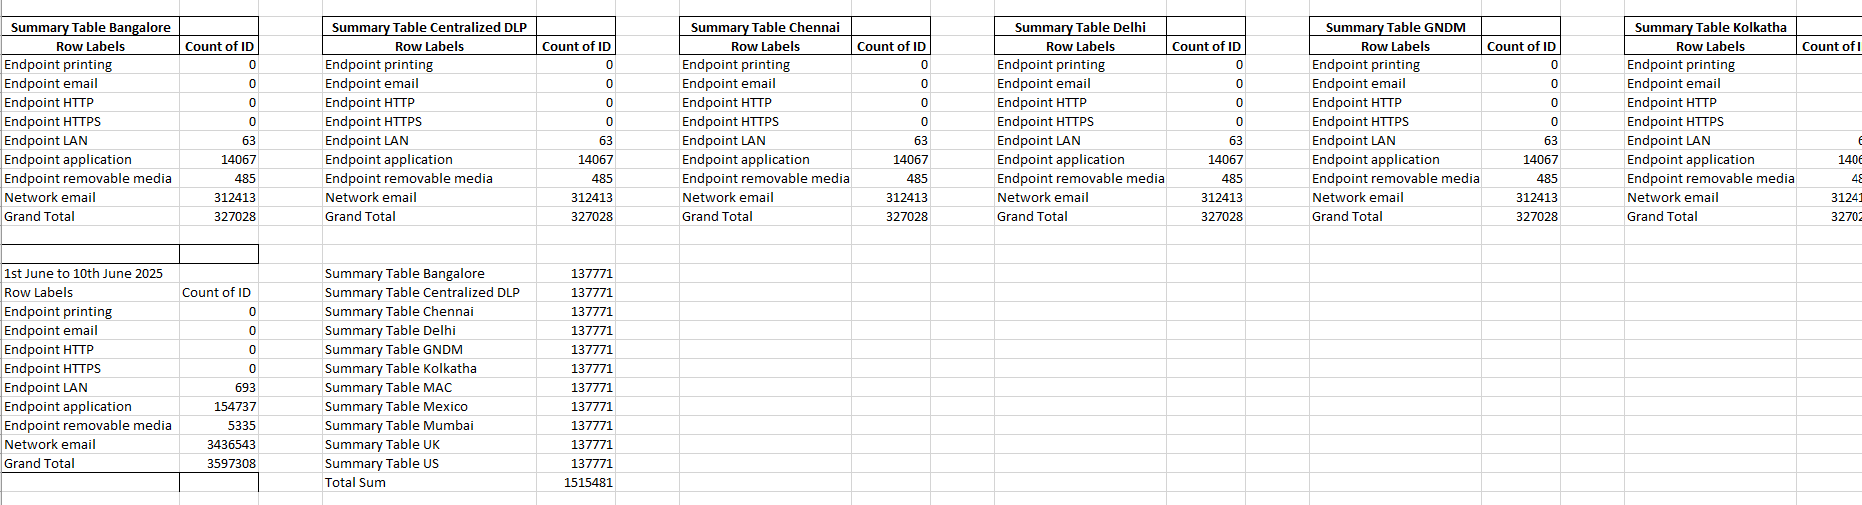 Summary Table Bangalore Summary Table Centralized DLP Summary Table Chennai Summary Table Delhi Summary Table GNDM Summary Table Kolkatha
Row Labels Count of ID Row Labels Count of ID Row Labels Count of ID Row Labels Count of ID Row Labels Count of ID Row Labels Count of I
Endpoint printing 0 Endpoint printing 0 Endpoint printing 0 Endpoint printing 0 Endpoint printing 0 Endpoint printing
Endpoint email 0 Endpoint email 0 Endpoint email 0 Endpoint email 0 Endpoint email 0 Endpoint email
Endpoint HTTP 0 Endpoint HTTP 0 Endpoint HTTP 0 Endpoint HTTP 0 Endpoint HTTP 0 Endpoint HTTP
Endpoint HTTPS 0 Endpoint HTTPS 0 Endpoint HTTPS 0 Endpoint HTTPS 0 Endpoint HTTPS 0 Endpoint HTTPS
Endpoint LAN 63 Endpoint LAN 63 Endpoint LAN 63 Endpoint LAN 63 Endpoint LAN 63 Endpoint LAN
Endpoint application 14067 Endpoint application 14067 Endpoint application 14067 Endpoint application 14067 Endpoint application 14067 Endpoint application 1406
Endpoint removable media 485 Endpoint removable media 485 Endpoint removable media 485 Endpoint removable media 485 Endpoint removable media 485 Endpoint removable media 48
Network email 312413 Network email 312413 Network email 312413 Network email 312413 Network email 312413 Network email 31241
Grand Total 327028 Grand Total 327028 Grand Total 327028 Grand Total 327028 Grand Total 327028 Grand Total 32702
1st June to 10th June 2025 Summary Table Bangalore 137771
Row Labels Count of ID Summary Table Centralized DLP 137771
Endpoint printing 0 Summary Table Chennai 137771
Endpoint email 0 Summary Table Delhi 137771
Endpoint HTTP 0 Summary Table GNDM 137771
Endpoint HTTPS 0 Summary Table Kolkatha 137771
Endpoint LAN 693 Summary Table MAC 137771
Endpoint application 154737 Summary Table Mexico 137771
Endpoint removable media 5335 Summary Table Mumbai 137771
Network email 3436543 Summary Table UK 137771
Grand Total 3597308 Summary Table US 137771
Total Sum 1515481